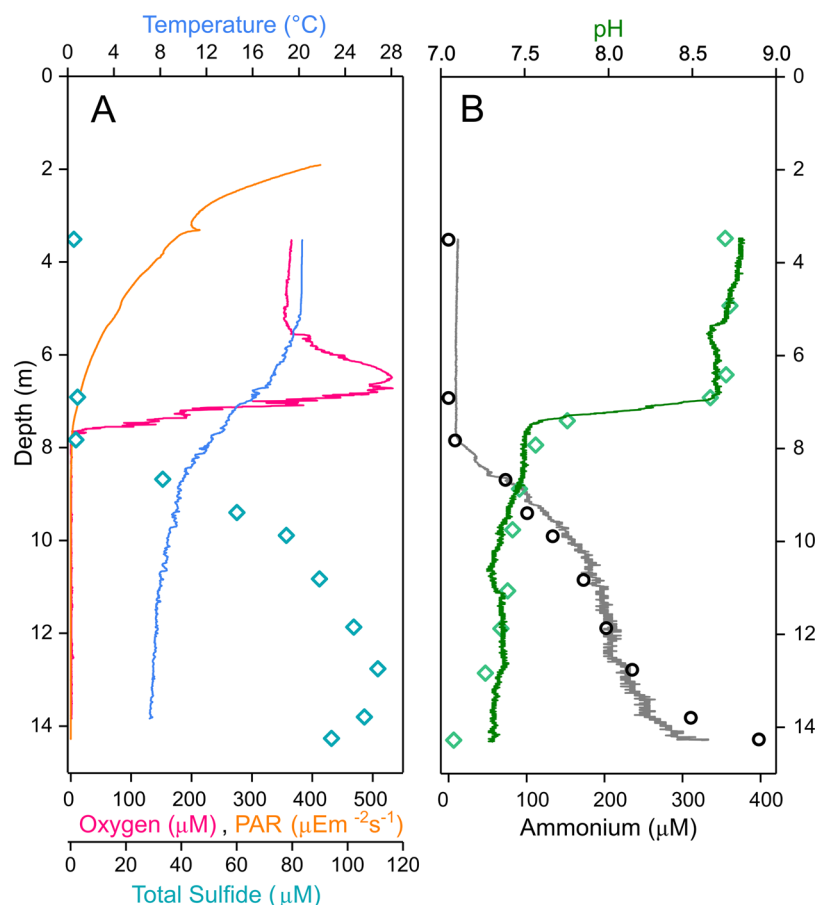 Temperature (°C) pH
0 4 8 12 16 20 24 28 7.0 7.5 8.0 8.5 9.0
A B
0 0
2 2
4 4
6 6
8 8
10 10
12 12
14 14
Depth (m)
0 100 200 300 400 500 0 100 200 300 400
Oxygen (μM) , PAR (μEm -2s-1) Ammonium (μM)
0 20 40 60 80 100 120
Total Sulfide (μM)